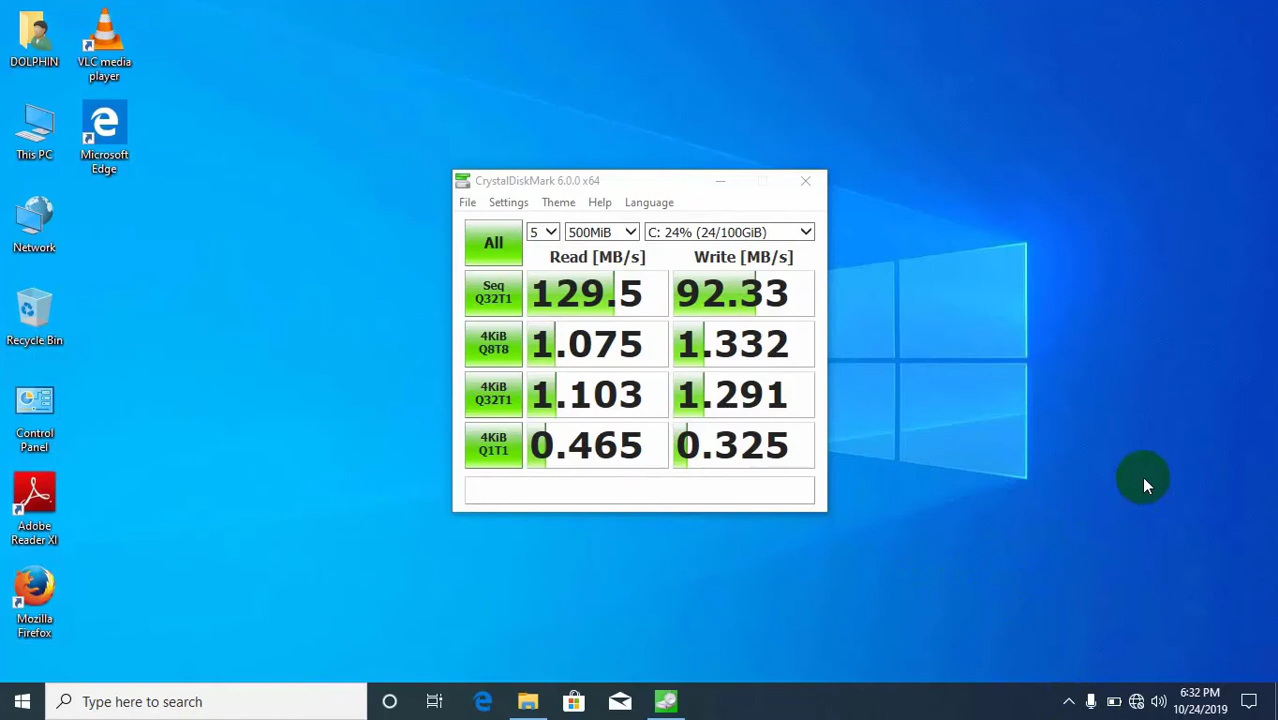 DOLPHIN
VLC media
player
This PC
Microsoft
Edge
Network
Recycle Bin
Control
Panel
Adobe
Reader XI
Mozilla
Firefox
CrystalDiskMark 6.0.0 x64
File Settings Theme Help Language
All
5 500MiB C: 24% (24/100GiB)
Read [MB/s] Write [MB/s]
Seq
Q32T1
129.5 92.33
4KiB
Q8T8
1.075 1.332
4KiB
Q32T1
1.103 1.291
4KiB
Q1T1
0.465 0.325
Type here to search
6:32 PM
10/24/2019